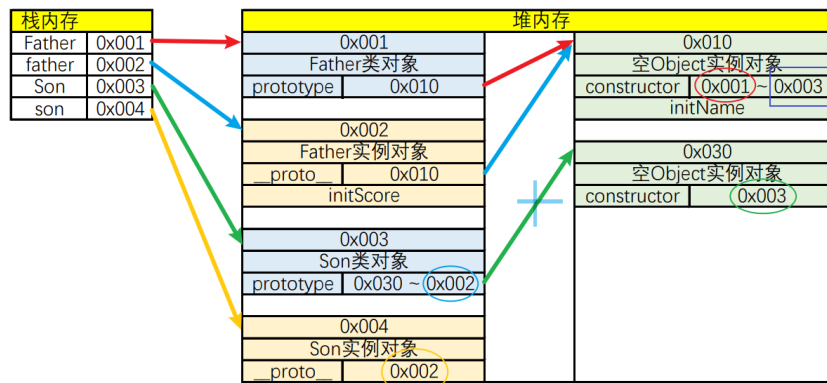 栈内存
Father 0x001
father 0x002
Son 0x003
son 0x004
堆内存
0x001
Father类对象
prototype 0x010
0x002
Father实例对象
__proto__ 0x010
initScore
0x003
Son类对象
prototype 0x030 ~ 0x002
0x004
Son实例对象
__proto__ 0x002
0x010
空Object实例对象
constructor 0x001 ~ 0x003
initName
0x030
空Object实例对象
constructor 0x003